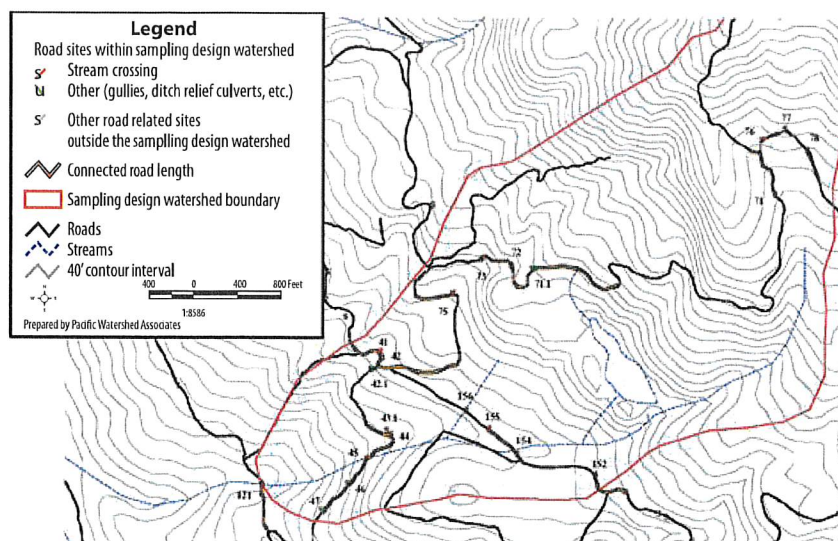 Legend
Road sites within sampling design watershed
Stream crossing
Other (gullies, ditch relief culverts, etc.)
Other road related sites
outside the samplling design watershed
Connected road length
Sampling design watershed boundary
Roads
Streams
40' contour interval
400 0 400 800 Feet
1:8586
Prepared by Pacific Watershed Associates
76
77
78
71
72
73
71.1
75
41
42
42.1
156
155
154
43.1
44
45
46
47
152